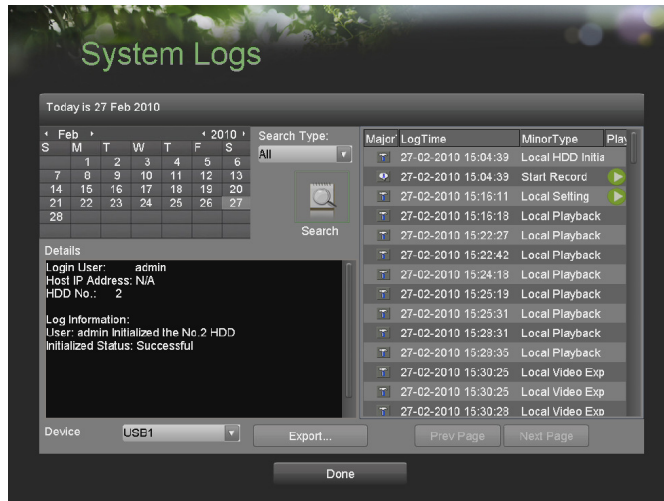 System Logs
Today is 27 Feb 2010
Feb 2010
S M T W T F S
1 2 3 4 5 6
7 8 9 10 11 12 13
14 15 16 17 18 19 20
21 22 23 24 25 26 27
28
Search Type:
All
Search
Details
Login User: admin
Host IP Address: N/A
HDD No.: 2
Log Information:
User: admin Initialized the No.2 HDD
Initialized Status: Successful
Major LogTime MinorType Play
27-02-2010 15:04:39 Local HDD Initia
27-02-2010 15:04:39 Start Record
27-02-2010 15:16:11 Local Setting
27-02-2010 15:16:18 Local Playback
27-02-2010 15:22:27 Local Playback
27-02-2010 15:22:42 Local Playback
27-02-2010 15:24:18 Local Playback
27-02-2010 15:25:19 Local Playback
27-02-2010 15:25:31 Local Playback
27-02-2010 15:28:31 Local Playback
27-02-2010 15:28:35 Local Playback
27-02-2010 15:30:25 Local Video Exp
27-02-2010 15:30:25 Local Video Exp
27-02-2010 15:30:28 Local Video Exp
Device USB1 Export... Prev Page Next Page
Done